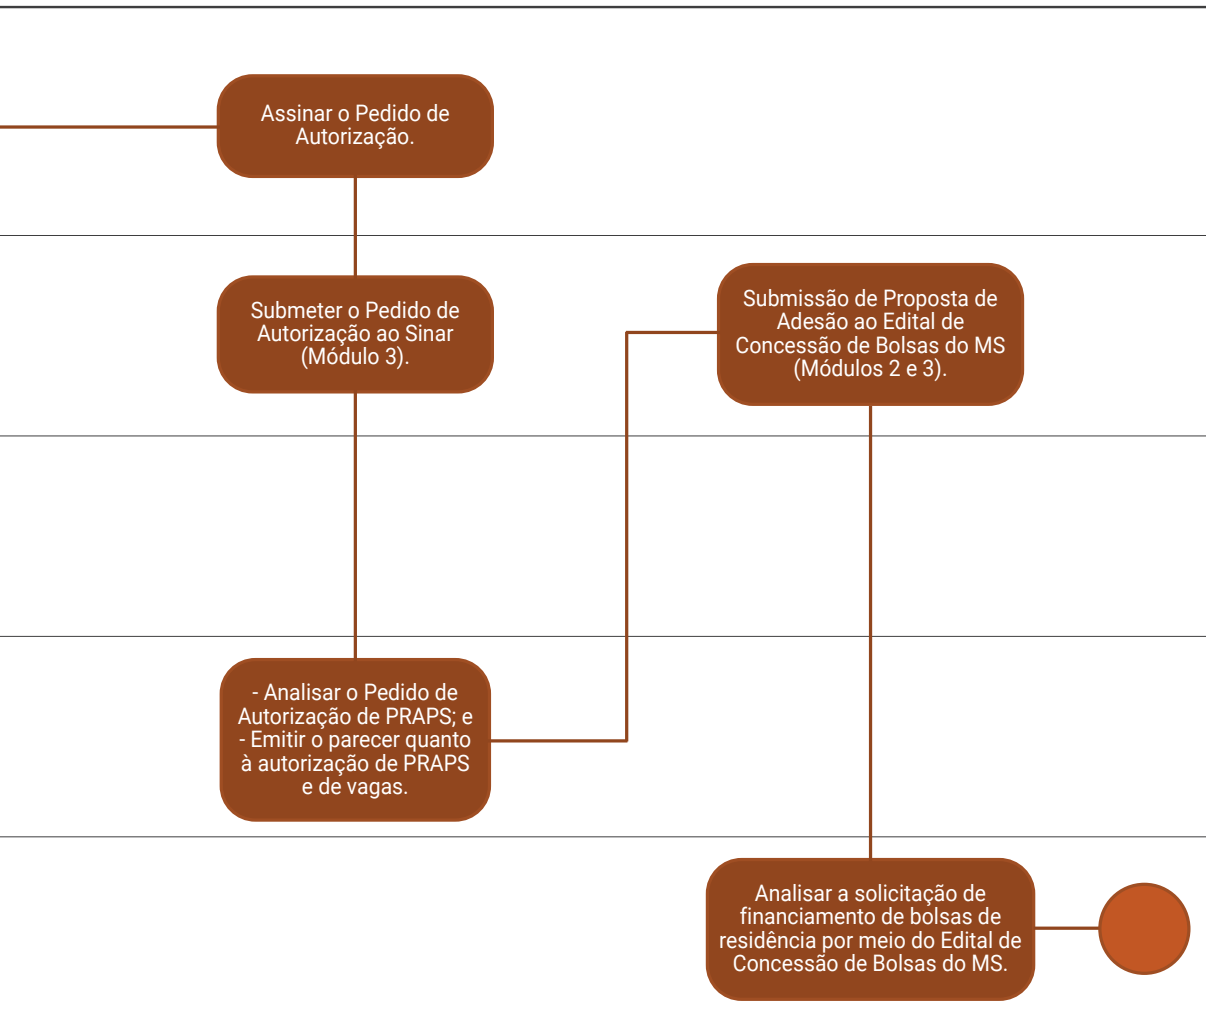 Assinar o Pedido de
Autorização.
Submeter o Pedido de
Autorização ao Sinar
(Módulo 3).
Submissão de Proposta de
Adesão ao Edital de
Concessão de Bolsas do MS
(Módulos 2 e 3).
- Analisar o Pedido de
Autorização de PRAPS; e
- Emitir o parecer quanto
à autorização de PRAPS
e de vagas.
Analisar a solicitação de
financiamento de bolsas de
residência por meio do Edital de
Concessão de Bolsas do MS.